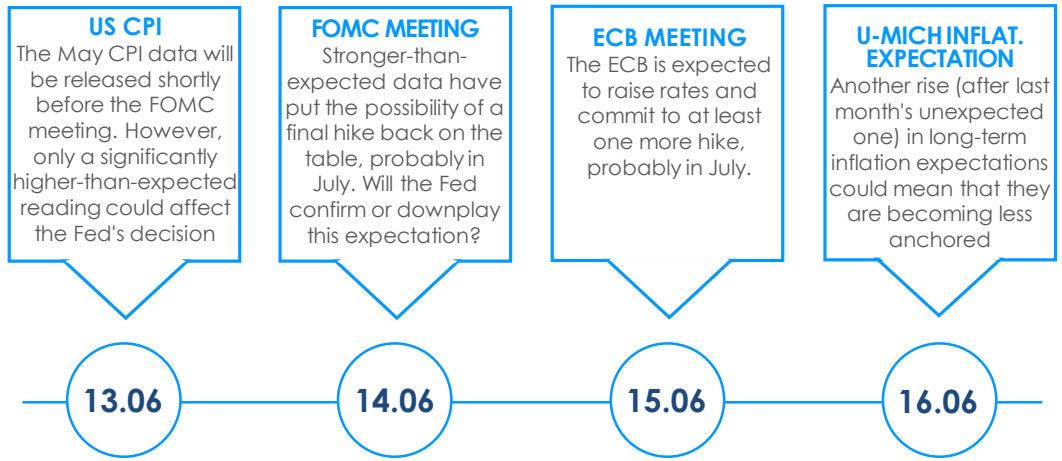 US CPI
The May CPI data will
be released shortly
before the FOMC
meeting. However,
only a significantly
higher-than-expected
reading could affect
the Fed's decision
FOMC MEETING
Stronger-than-
expected data have
put the possibility of a
final hike back on the
table, probably in
July. Will the Fed
confirm or downplay
this expectation?
ECB MEETING
The ECB is expected
to raise rates and
commit to at least
one more hike,
probably in July.
U-MICH INFLAT.
EXPECTATION
Another rise (after last
month's unexpected
one) in long-term
inflation expectations
could mean that they
are becoming less
anchored
13.06
14.06
15.06
16.06